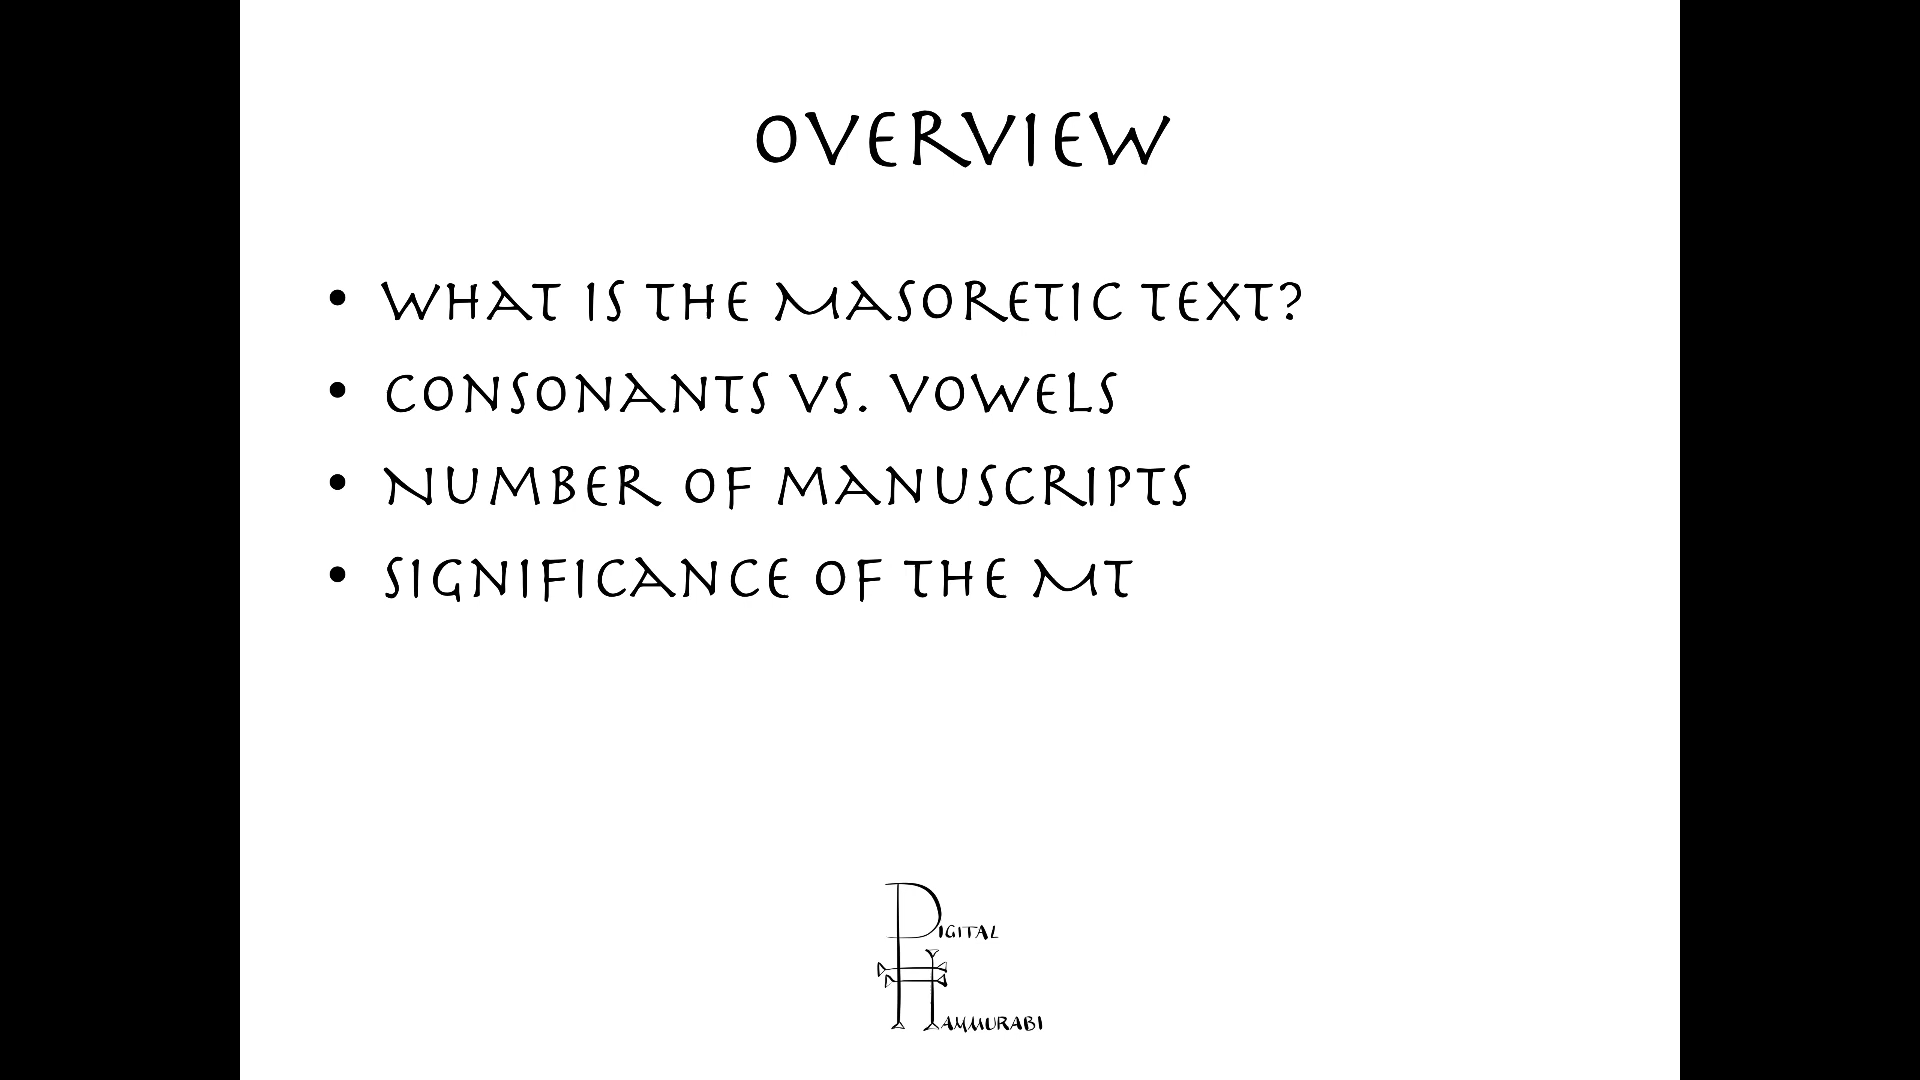 Overview
• What is the Masoretic Text?
• Consonants vs. Vowels
• Number of manuscripts
• Significance of the MT
Digital
Hammurabi